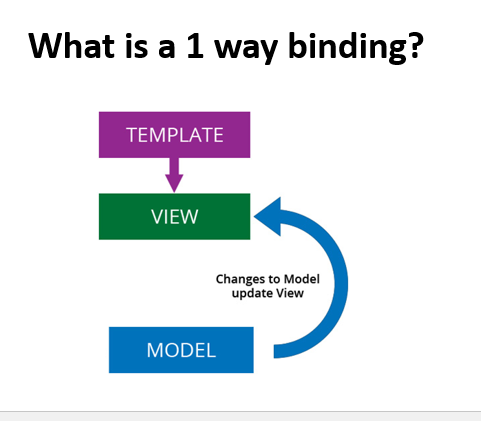 What is a 1 way binding?
TEMPLATE
VIEW
Changes to Model
update View
MODEL